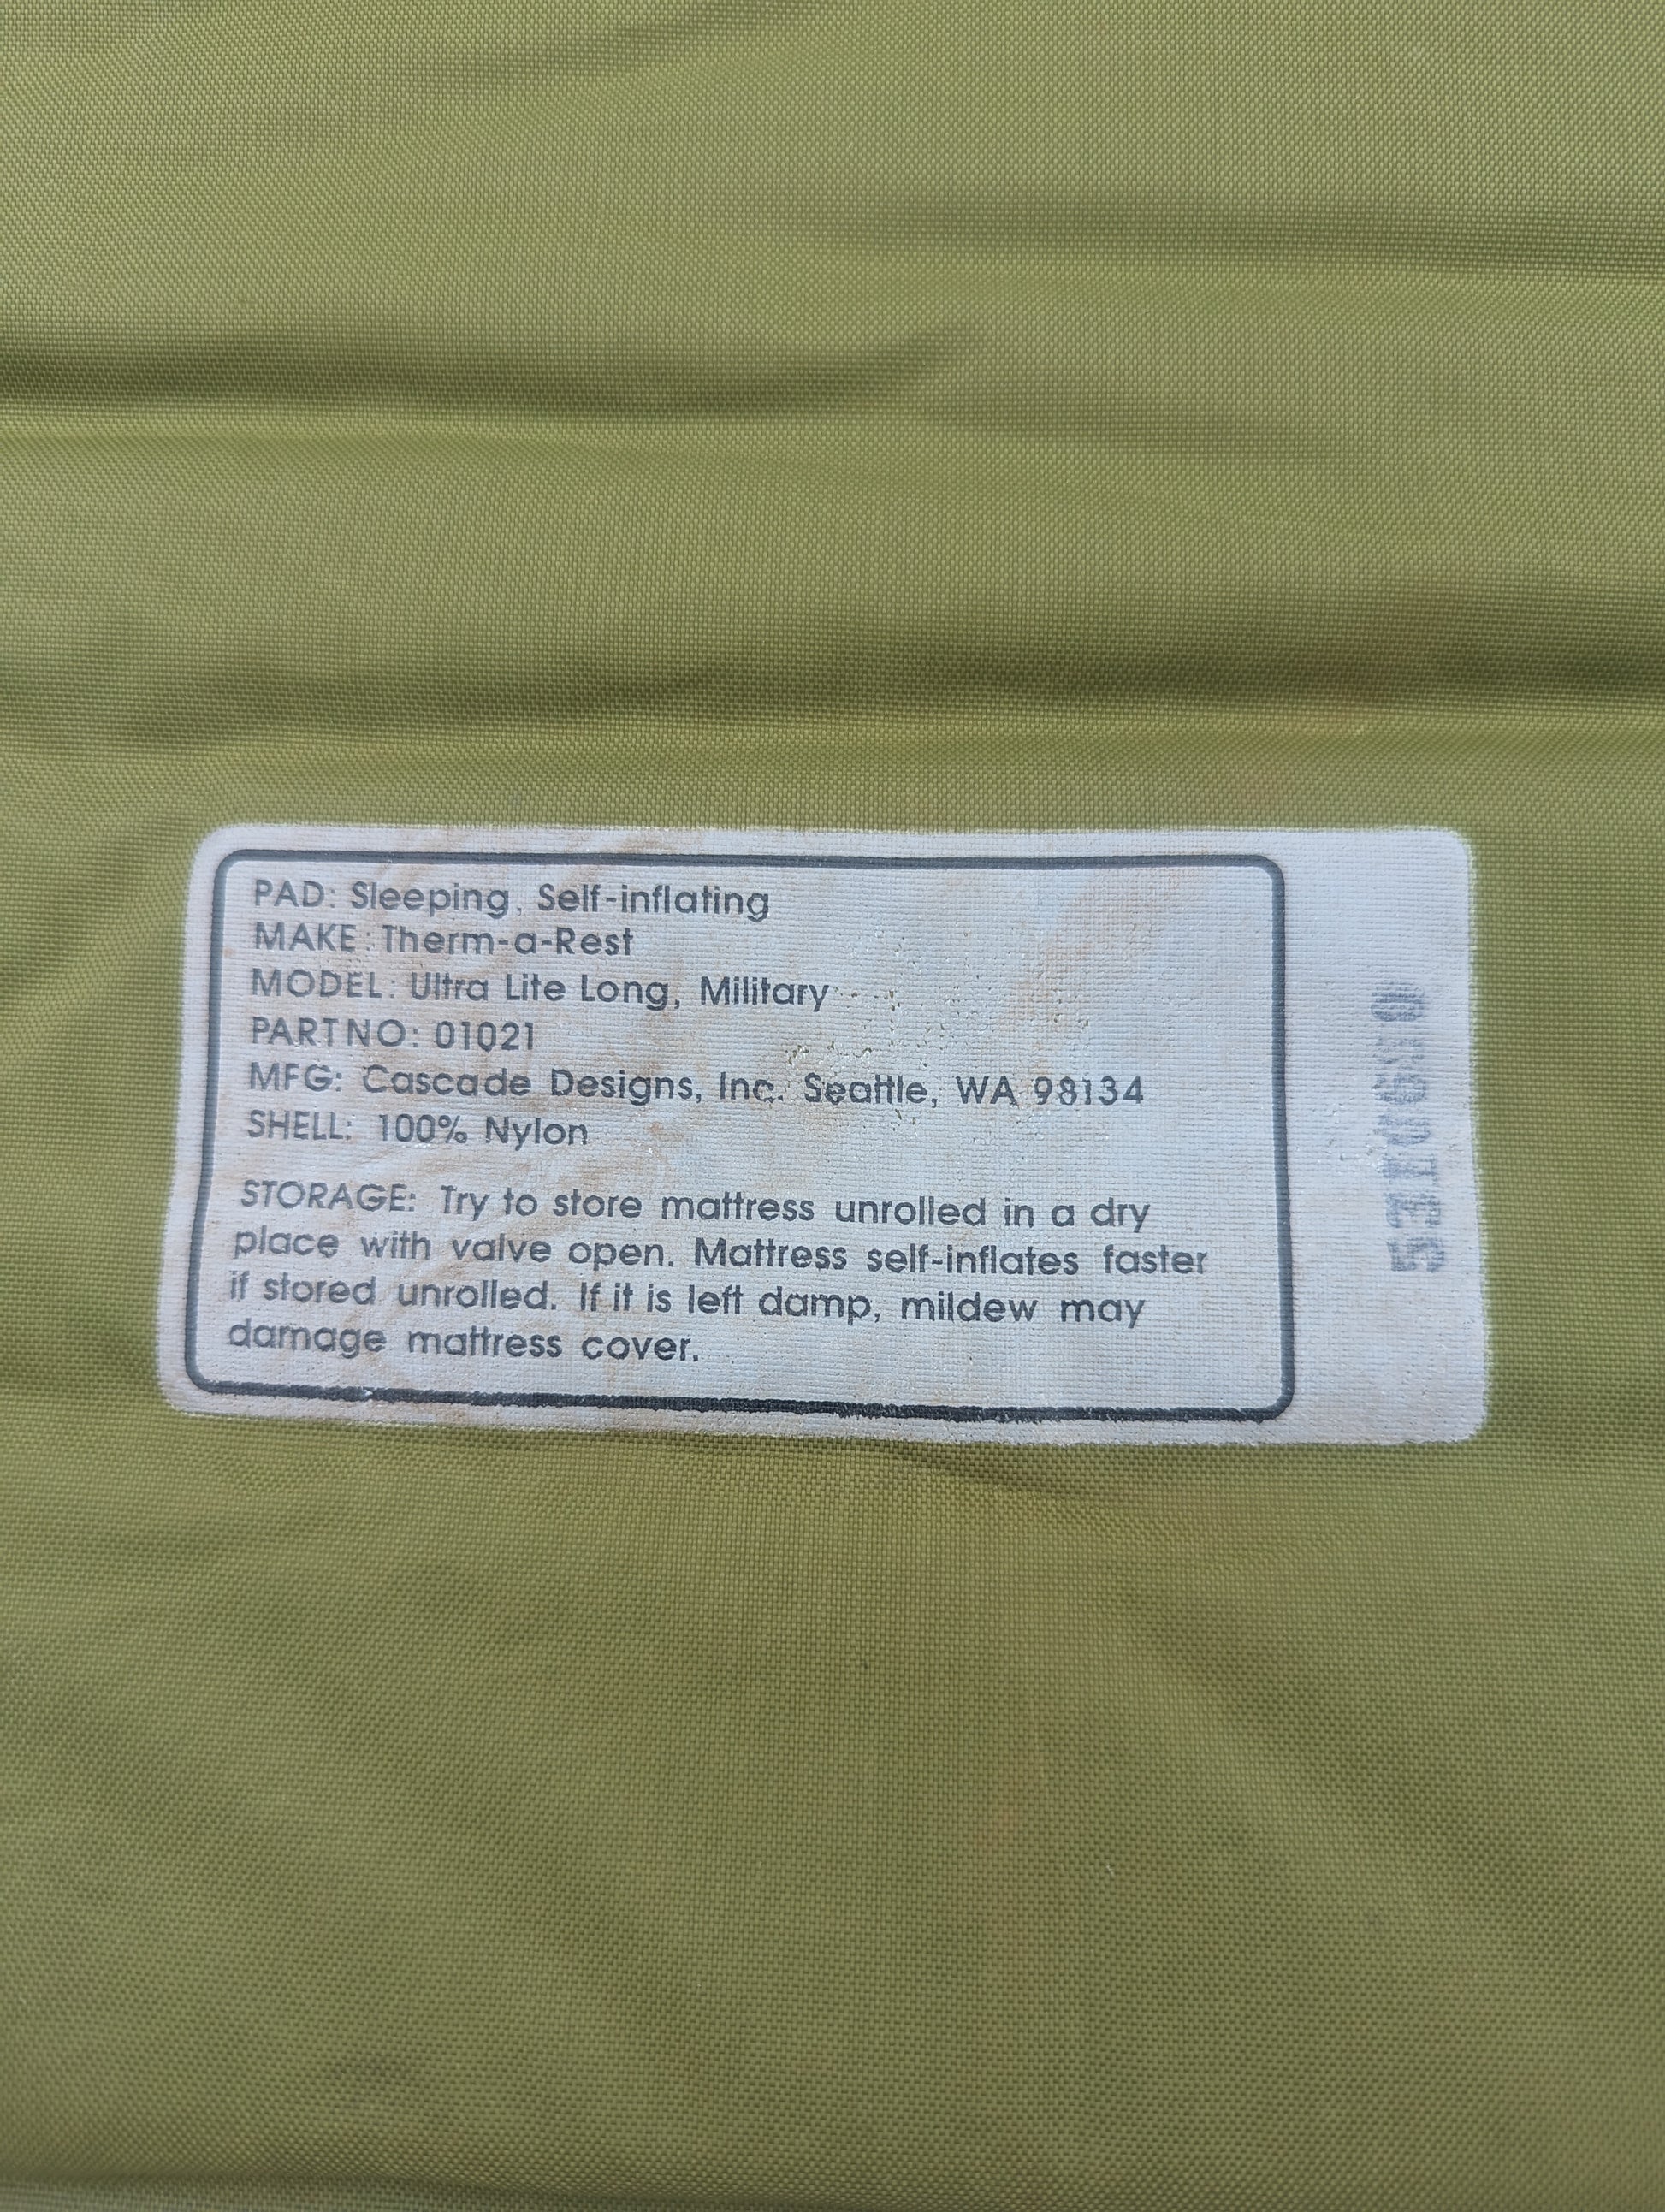 PAD: Sleeping, Self-inflating
MAKE: Therm-a-Rest
MODEL: Ultra Lite Long, Military
PART NO: 01021
MFG: Cascade Designs, Inc. Seattle, WA 98134
SHELL: 100% Nylon
STORAGE: Try to store mattress unrolled in a dry
place with valve open. Mattress self-inflates faster
if stored unrolled. If it is left damp, mildew may
damage mattress cover.